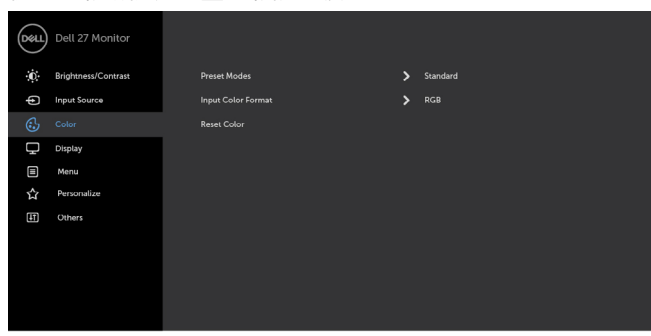 DELL Dell 27 Monitor
Brightness/Contrast
Input Source
Color
Display
Menu
Personalize
Others
Preset Modes Standard
Input Color Format RGB
Reset Color